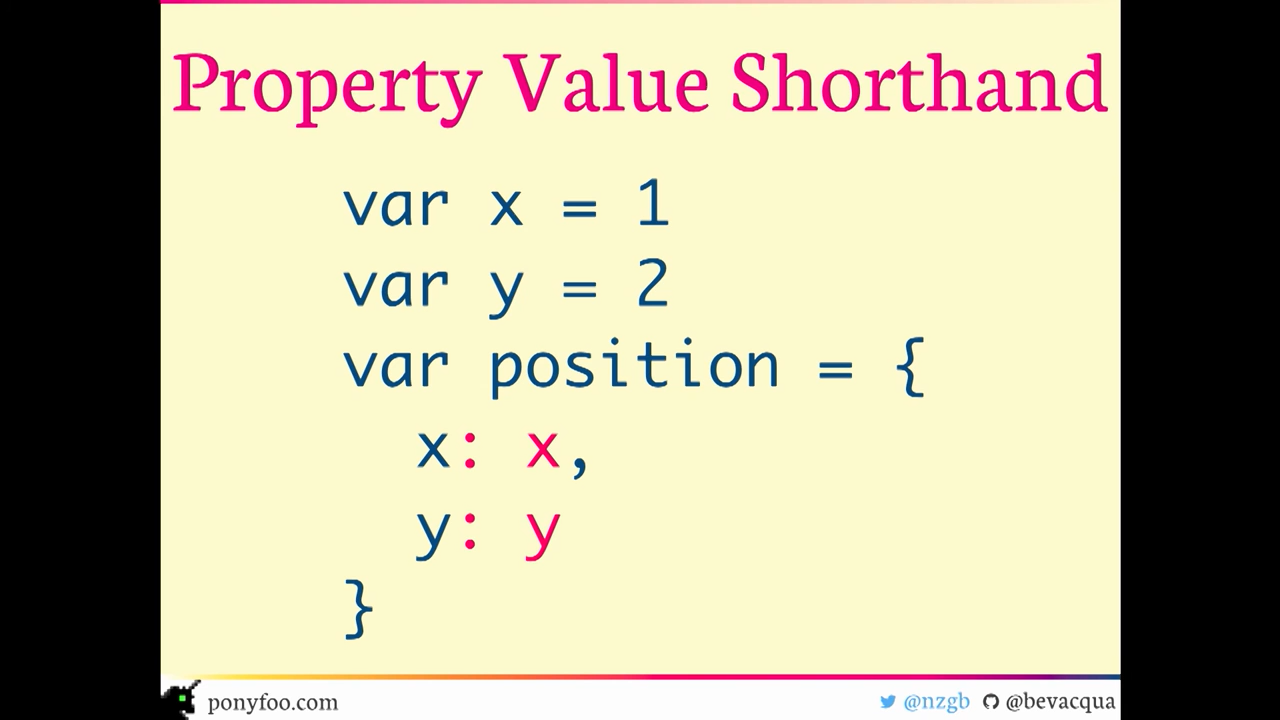 Property Value Shorthand
var x = 1
var y = 2
var position = {
  x: x,
  y: y
}
ponyfoo.com
@nzgb @bevacqua